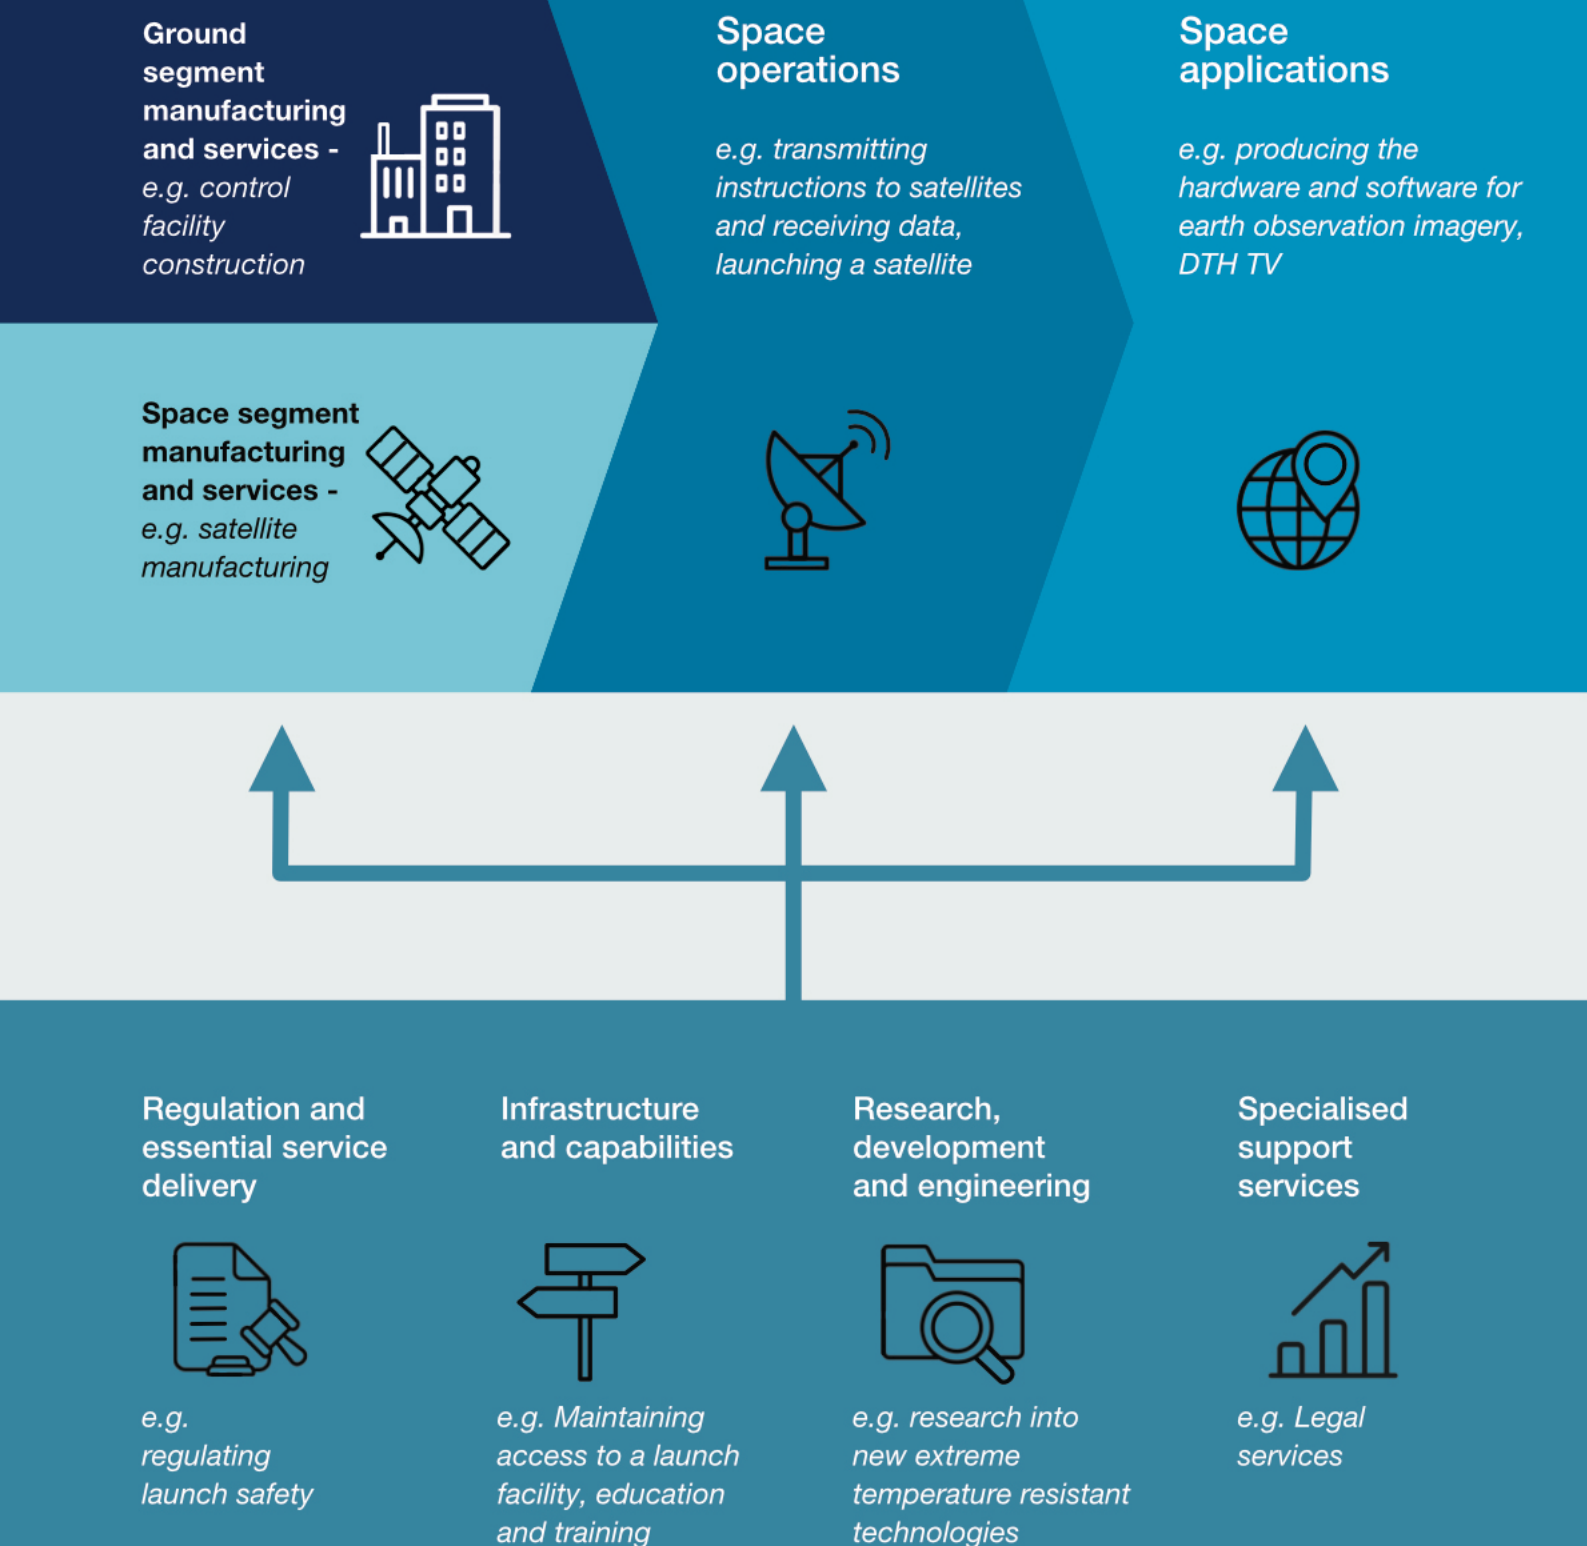 Ground
segment
manufacturing
and services -
e.g. control
facility
construction
Space
operations
e.g. transmitting
instructions to satellites
and receiving data,
launching a satellite
Space
applications
e.g. producing the
hardware and software for
earth observation imagery,
DTH TV
Space segment
manufacturing
and services -
e.g. satellite
manufacturing
Regulation and
essential service
delivery
e.g.
regulating
launch safety
Infrastructure
and capabilities
e.g. Maintaining
access to a launch
facility, education
and training
Research,
development
and engineering
e.g. research into
new extreme
temperature resistant
technologies
Specialised
support
services
e.g. Legal
services